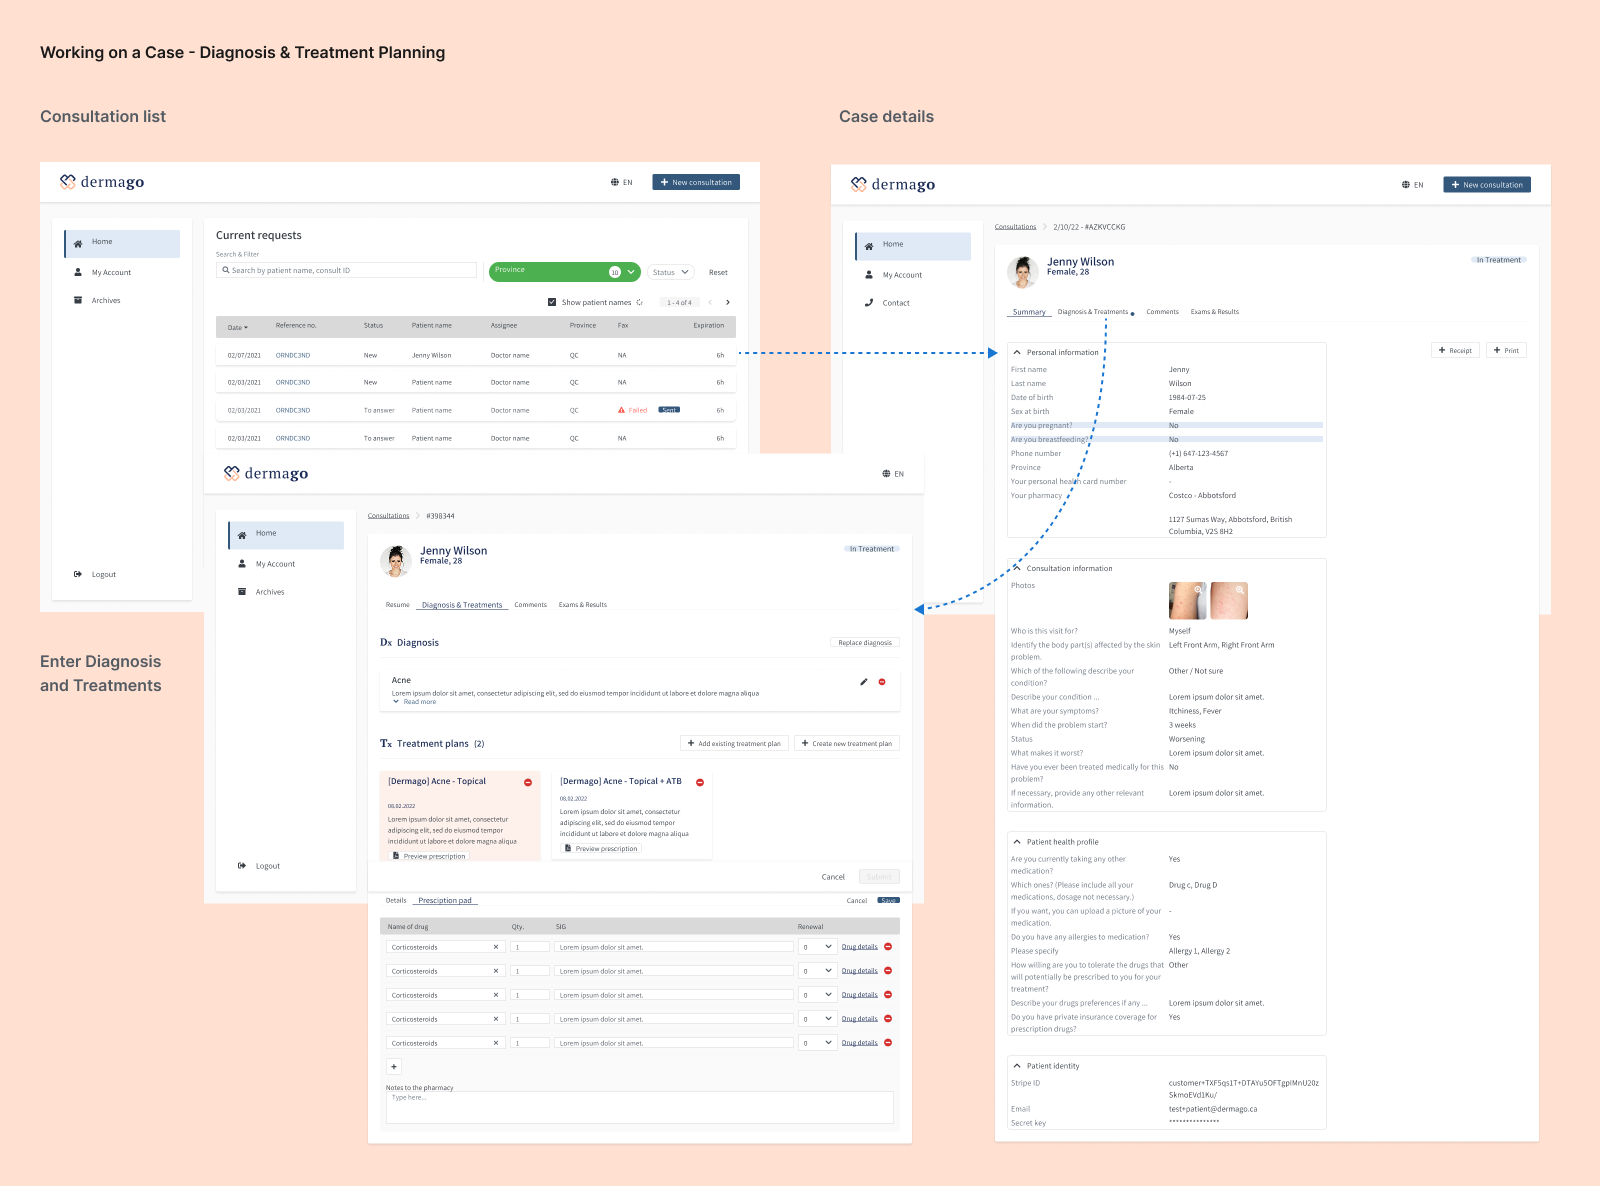 Working on a Case - Diagnosis & Treatment Planning
Consultation list
dermago
EN
+ New consultation
Home
My Account
Archives
Logout
Current requests
Search & Filter
Search by patient name, consult ID
Province
10
Status
Reset
Show patient names
1 - 4 of 4
Date Reference no. Status Patient name Assignee Province Fax Expiration
02/07/2021 ORNDC3ND New Jenny Wilson Doctor name QC NA 6h
02/03/2021 ORNDC3ND New Patient name Doctor name QC NA 6h
02/03/2021 ORNDC3ND To answer Patient name Doctor name QC Failed Sent 6h
02/03/2021 ORNDC3ND To answer Patient name Doctor name QC NA 6h
Case details
dermago
EN
+ New consultation
Home
My Account
Contact
Consultations > 2/10/22 - #AZKVCCKG
Jenny Wilson
Female, 28
In Treatment
Summary Diagnosis & Treatments Comments Exams & Results
+ Receipt
+ Print
Personal information
First name Jenny
Last name Wilson
Date of birth 1984-07-25
Sex at birth Female
Are you pregnant? No
Are you breastfeeding? No
Phone number (+1) 647-123-4567
Province Alberta
Your personal health card number -
Your pharmacy Costco - Abbotsford
1127 Sumas Way, Abbotsford, British
Columbia, V2S 8H2
Consultation information
Photos
Who is this visit for? Myself
Identify the body part(s) affected by the skin Left Front Arm, Right Front Arm
problem.
Which of the following describe your Other / Not sure
condition?
Describe your condition ... Lorem ipsum dolor sit amet.
What are your symptoms? Itchiness, Fever
When did the problem start? 3 weeks
Status Worsening
What makes it worst? Lorem ipsum dolor sit amet.
Have you ever been treated medically for this No
problem?
If necessary, provide any other relevant Lorem ipsum dolor sit amet.
information.
Patient health profile
Are you currently taking any other Yes
medication?
Which ones? (Please include all your Drug c, Drug D
medications, dosage not necessary.)
If you want, you can upload a picture of your -
medication.
Do you have any allergies to medication? Yes
Please specify Allergy 1, Allergy 2
How willing are you to tolerate the drugs that Other
will potentially be prescribed to you for your
treatment?
Describe your drugs preferences if any ... Lorem ipsum dolor sit amet.
Do you have private insurance coverage for Yes
prescription drugs?
Patient identity
Stripe ID
Email test+patient@dermago.ca
Secret key ***************
Enter Diagnosis
and Treatments
dermago
EN
Home
My Account
Archives
Logout
Consultations > #398344
Jenny Wilson
Female, 28
In Treatment
Resume Diagnosis & Treatments Comments Exams & Results
Dx Diagnosis
Replace diagnosis
Acne
Lorem ipsum dolor sit amet, consectetur adipiscing elit, sed do eiusmod tempor incididunt ut labore et dolore magna aliqua
Read more
Tx Treatment plans (2)
+ Add existing treatment plan
+ Create new treatment plan
[Dermago] Acne - Topical
08.02.2022
Lorem ipsum dolor sit amet, consectetur
adipiscing elit, sed do eiusmod tempor
incididunt ut labore et dolore magna aliqua
Preview prescription
[Dermago] Acne - Topical + ATB
08.02.2022
Lorem ipsum dolor sit amet, consectetur
adipiscing elit, sed do eiusmod tempor
incididunt ut labore et dolore magna aliqua
Preview prescription
Cancel
Submit
Details Presciption pad
Cancel
Save
Name of drug Qty. SIG Renewal
Corticosteroids × 1 Lorem ipsum dolor sit amet. 0 Drug details
Corticosteroids × 1 Lorem ipsum dolor sit amet. 0 Drug details
Corticosteroids × 1 Lorem ipsum dolor sit amet. 0 Drug details
Corticosteroids × 1 Lorem ipsum dolor sit amet. 0 Drug details
Corticosteroids × 1 Lorem ipsum dolor sit amet. 0 Drug details
+
Notes to the pharmacy
Type here...